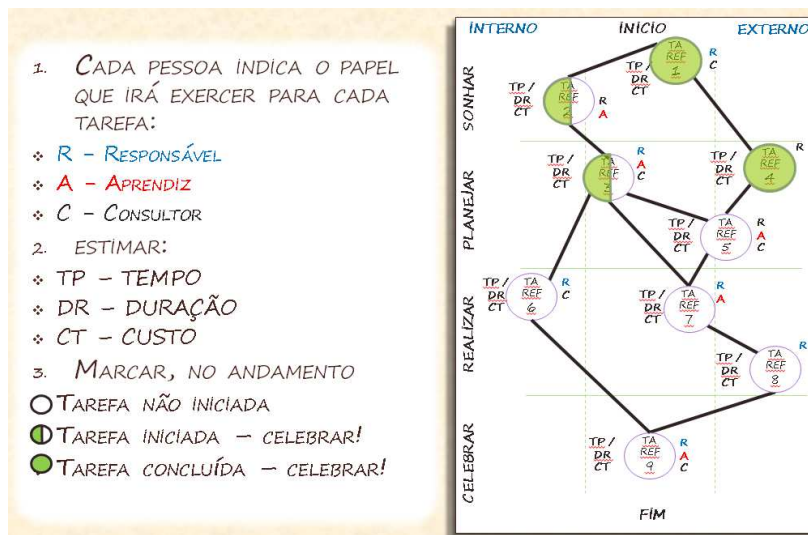 1. CADA PESSOA INDICA O PAPEL
QUE IRÁ EXERCER PARA CADA
TAREFA:
❖ R – RESPONSÁVEL
❖ A – APRENDIZ
❖ C – CONSULTOR
2. ESTIMAR:
❖ TP – TEMPO
❖ DR – DURAÇÃO
❖ CT – CUSTO
3. MARCAR, NO ANDAMENTO
TAREFA NÃO INICIADA
TAREFA INICIADA – CELEBRAR!
TAREFA CONCLUÍDA – CELEBRAR!
INTERNO INÍCIO EXTERNO
SONHAR
TP /
DR
CT
TA
REF
1
R
C
TP /
DR
CT
TA
REF
2
R
A
PLANEJAR
TP /
DR
CT
TA
REF
3
R
A
C
TP /
DR
CT
TA
REF
4
R
TP /
DR
CT
TA
REF
5
R
A
C
REALIZAR
TP /
DR
CT
TA
REF
6
R
C
TP /
DR
CT
TA
REF
7
R
A
TP /
DR
CT
TA
REF
8
R
CELEBRAR
TP /
DR
CT
TA
REF
9
R
A
C
FIM